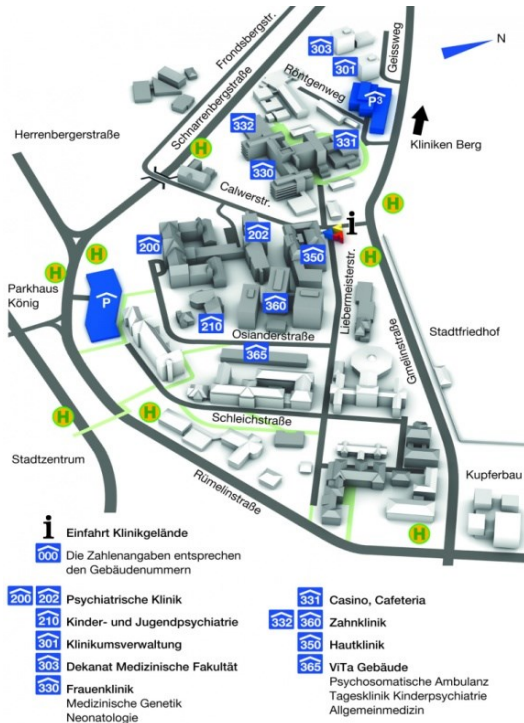 Frondsbergstr.
Schnarrenbergstraße
Geissweg
303
301
N
Röntgenweg
P3
332
331
Kliniken Berg
Herrenbergerstraße
H
330
Calwerstr.
H
i
200
202
350
H
H
H
Parkhaus
König
P
360
Liebermeisterstr.
Gmelinstraße
210
Osianderstraße
Stadtfriedhof
365
H
H
Schleichstraße
Stadtzentrum
Rümelinstraße
Kupferbau
H
i Einfahrt Klinikgelände
000 Die Zahlenangaben entsprechen
den Gebäudenummern
200 202 Psychiatrische Klinik
210 Kinder- und Jugendpsychiatrie
301 Klinikumsverwaltung
303 Dekanat Medizinische Fakultät
330 Frauenklinik
Medizinische Genetik
Neonatologie
331 Casino, Cafeteria
332 360 Zahnklinik
350 Hautklinik
365 ViTa Gebäude
Psychosomatische Ambulanz
Tagesklinik Kinderpsychiatrie
Allgemeinmedizin